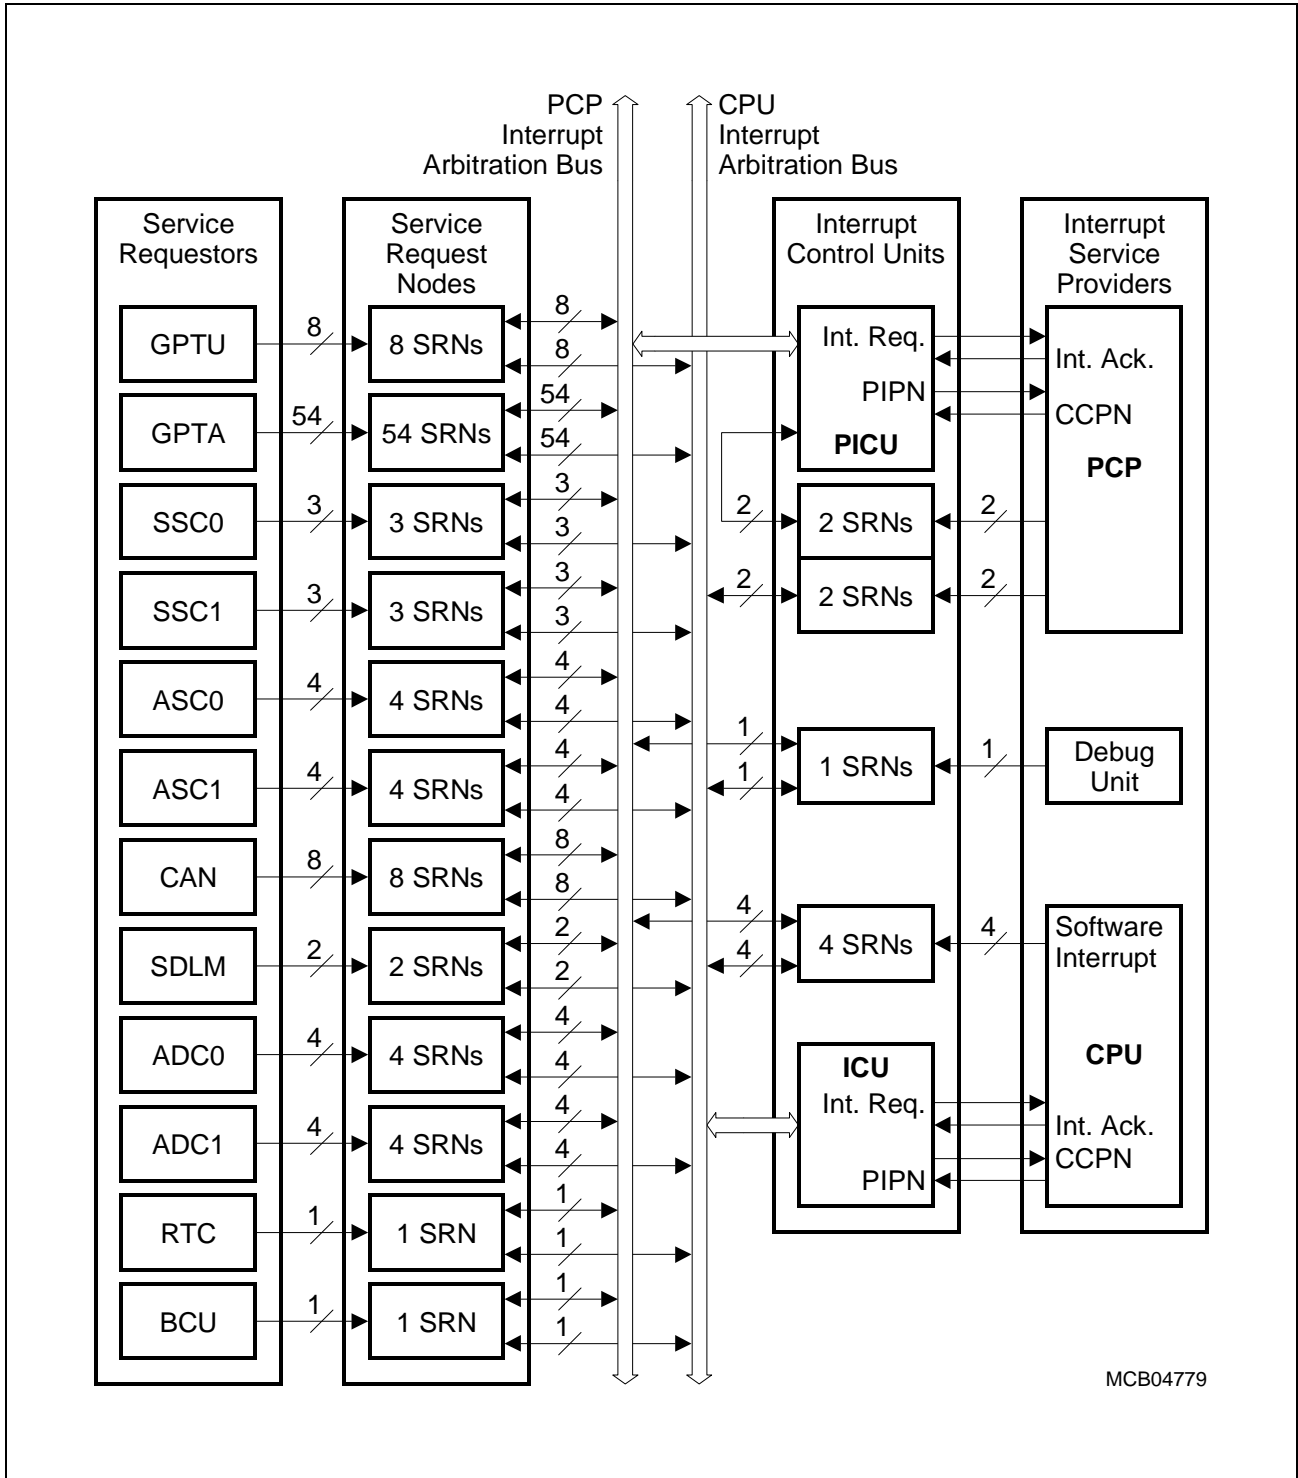 PCP
Interrupt
Arbitration Bus
CPU
Interrupt
Arbitration Bus
Service
Requestors
Service
Request
Nodes
Interrupt
Control Units
Interrupt
Service
Providers
GPTU
8
8 SRNs
8
8
GPTA
54
54 SRNs
54
54
SSC0
3
3 SRNs
3
3
SSC1
3
3 SRNs
3
3
ASC0
4
4 SRNs
4
4
ASC1
4
4 SRNs
4
4
CAN
8
8 SRNs
8
8
SDLM
2
2 SRNs
2
2
ADC0
4
4 SRNs
4
4
ADC1
4
4 SRNs
4
4
RTC
1
1 SRN
1
1
BCU
1
1 SRN
1
1
Int. Req.
PIPN
PICU
Int. Ack.
CCPN
PCP
2
2 SRNs
2
2
2 SRNs
2
1
1
1 SRNs
1
Debug
Unit
4
4
4 SRNs
4
Software
Interrupt
CPU
ICU
Int. Req.
PIPN
Int. Ack.
CCPN
MCB04779